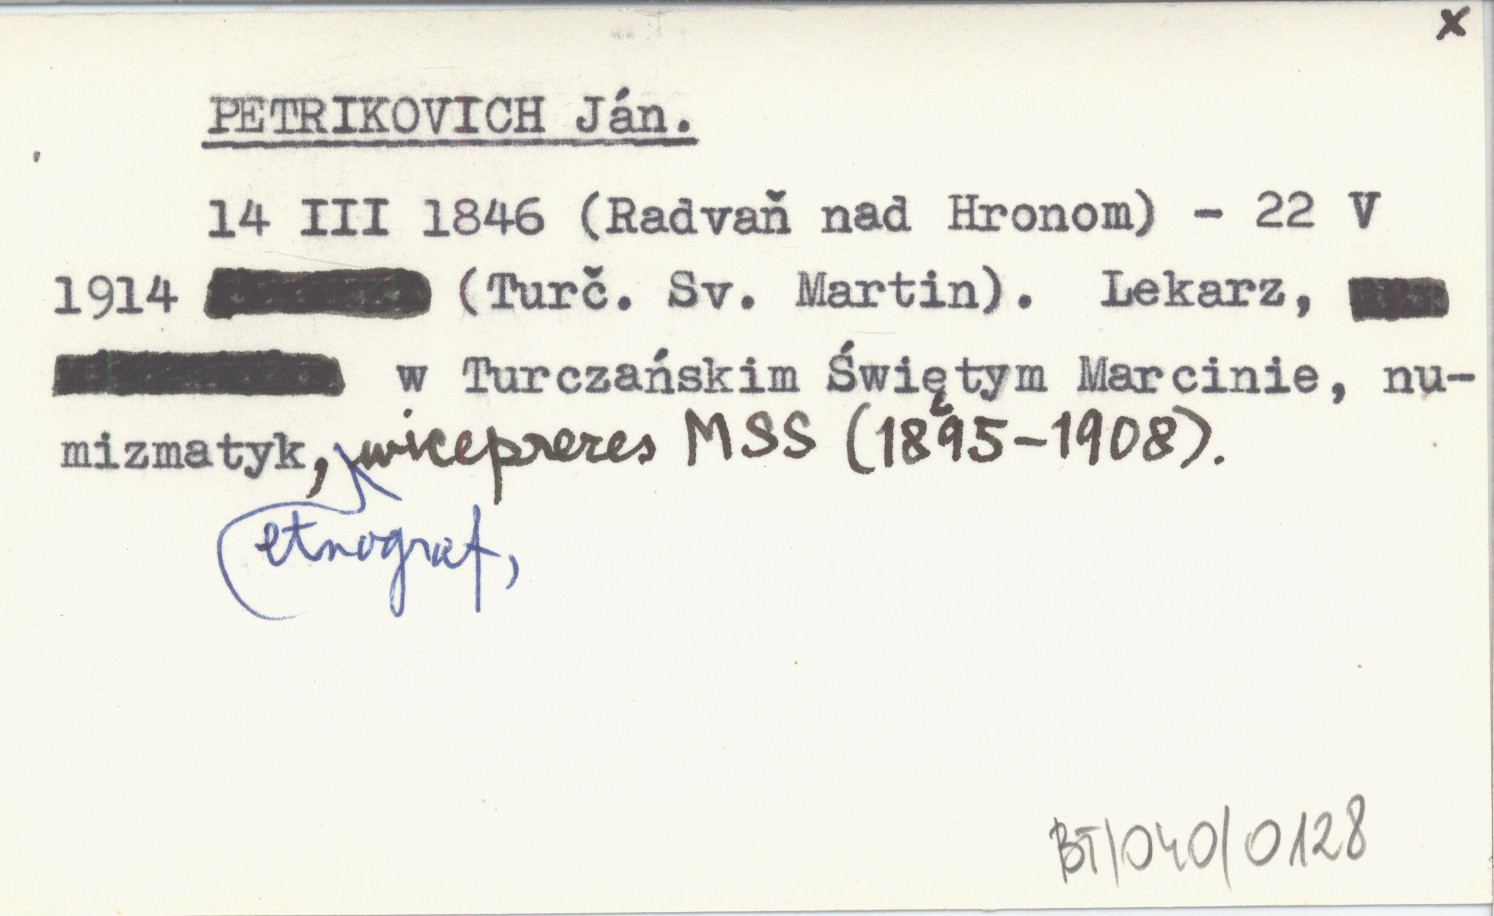 x
PETRIKOVICH Ján.
14 III 1846 (Radvaň nad Hronom) - 22 V
1914 (Turč. Sv. Martin). Lekarz,
w Turczańskim Świętym Marcinie, nu-
mizmatyk, wiceprezes MSS (1895-1908).
etnograf,
BT/040/0128